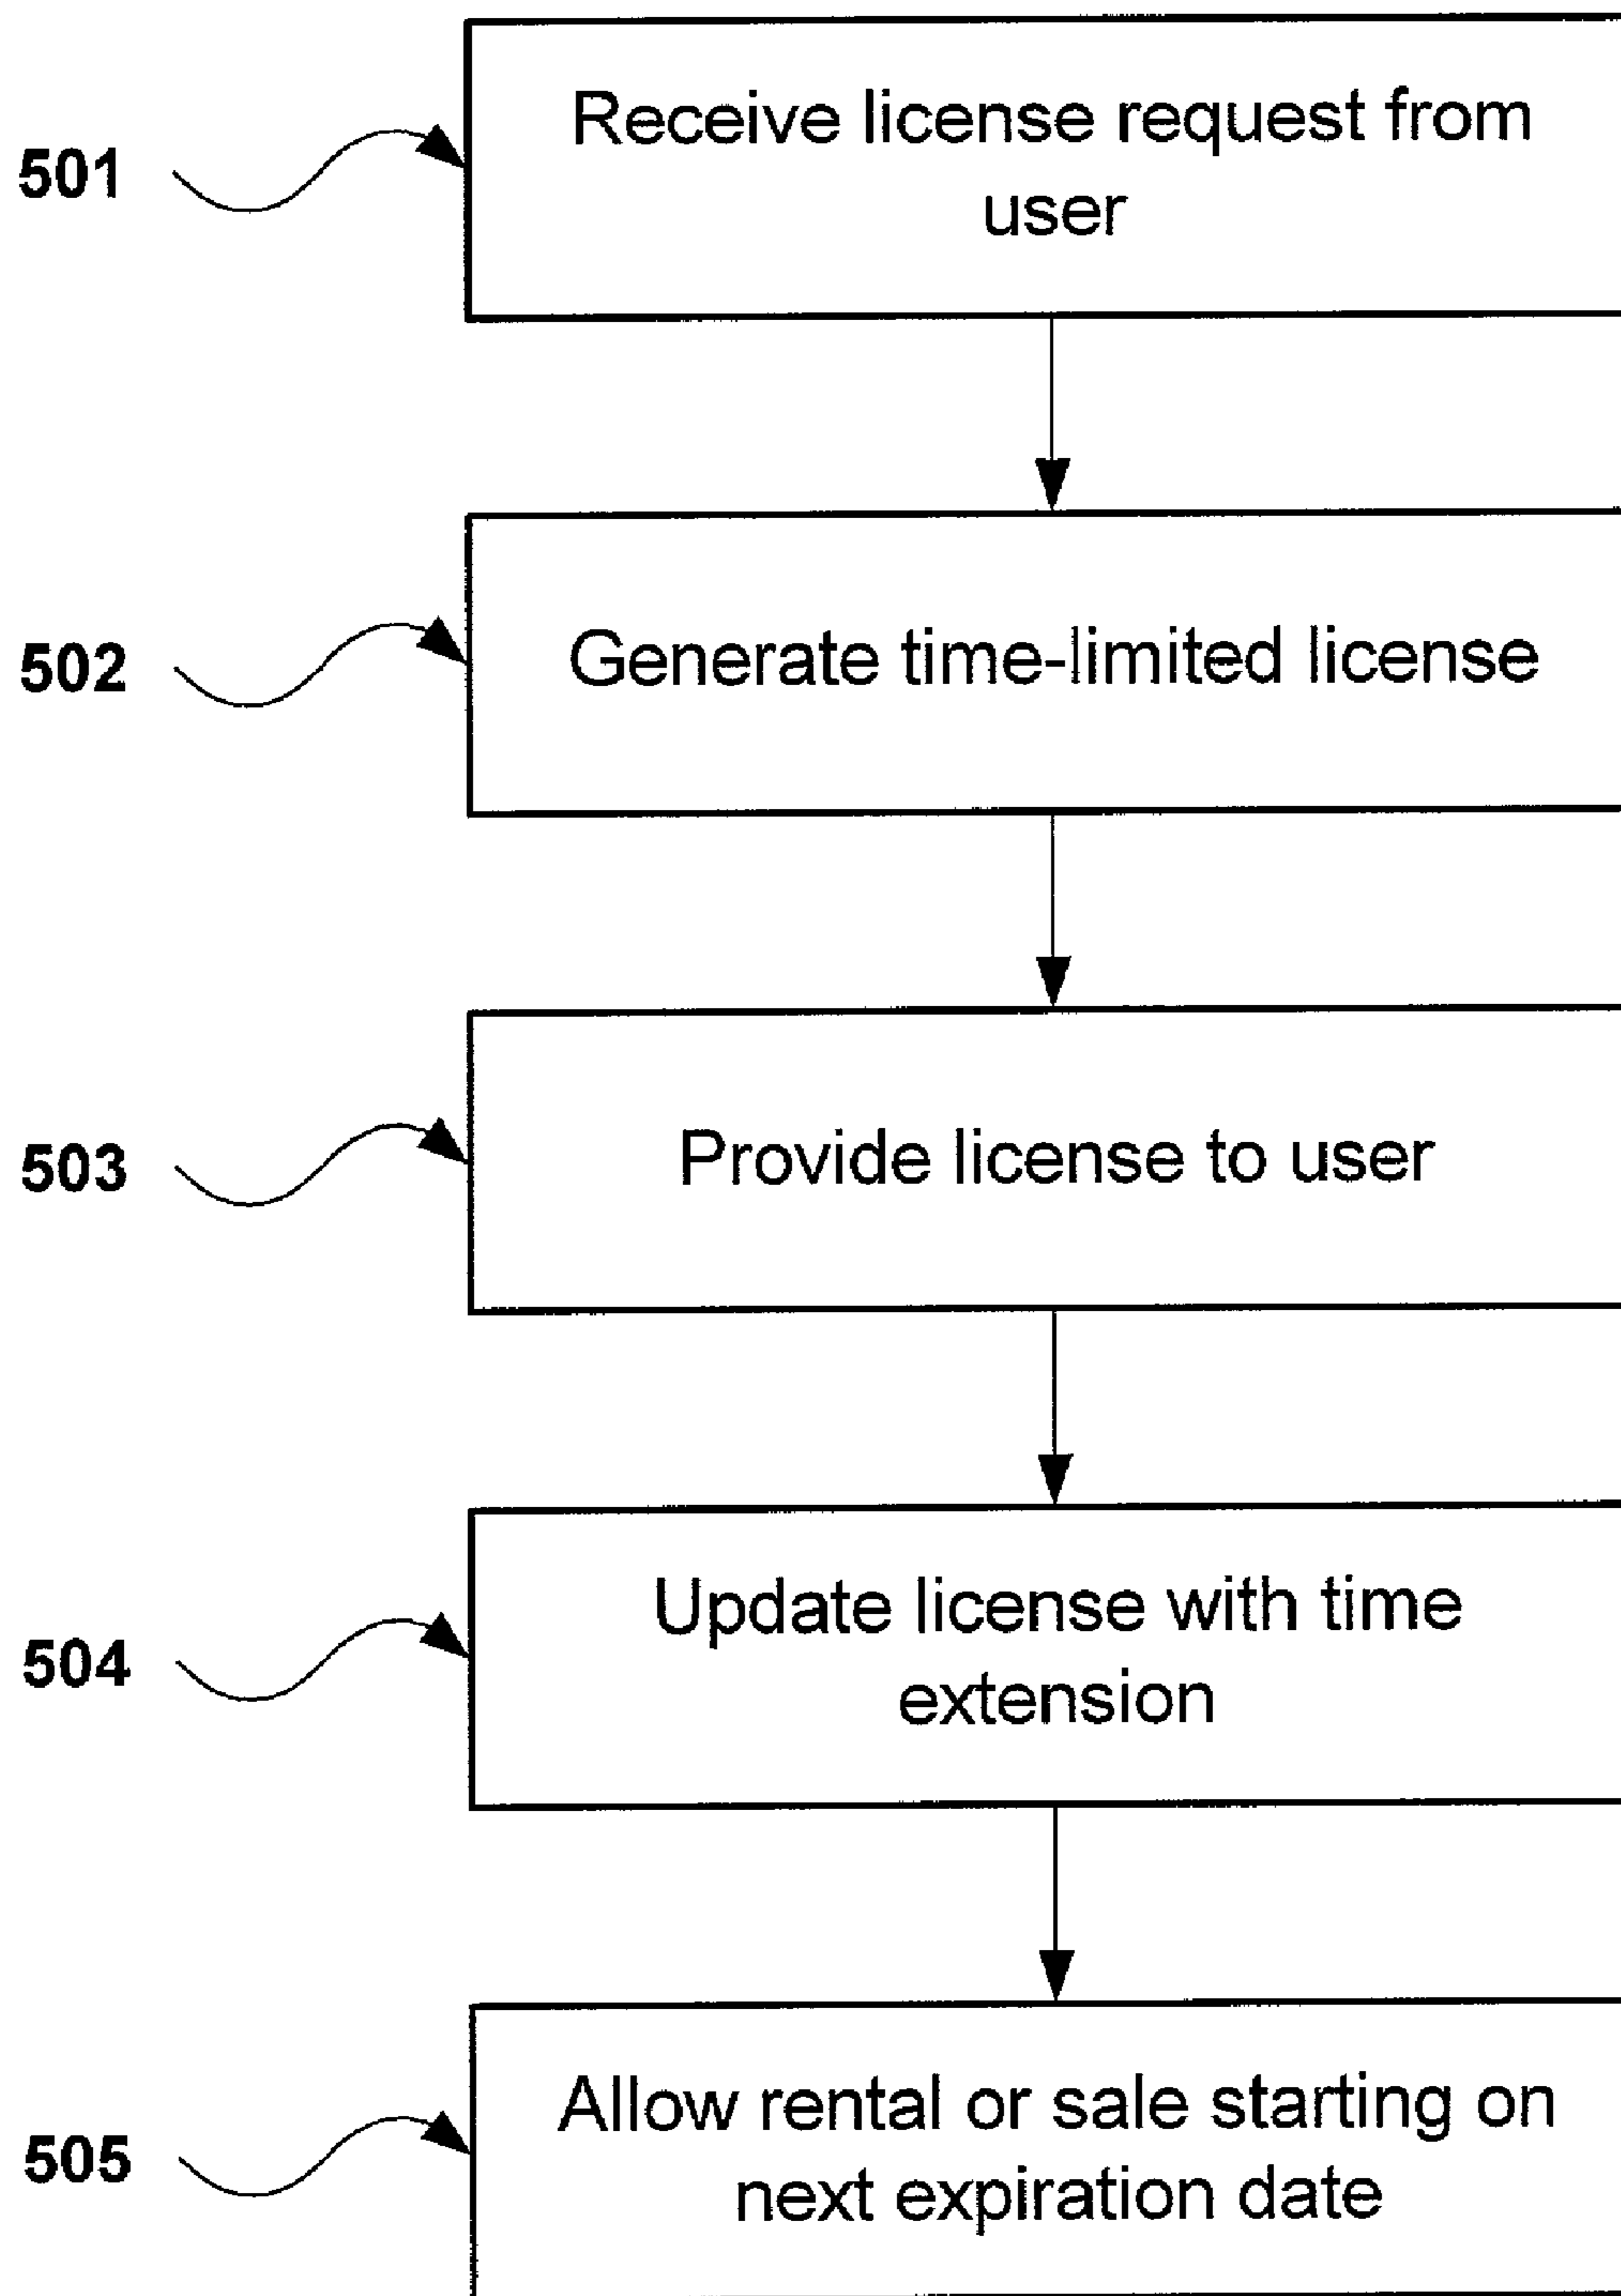 501
Receive license request from
user
502
Generate time-limited license
503
Provide license to user
504
Update license with time
extension
505
Allow rental or sale starting on
next expiration date